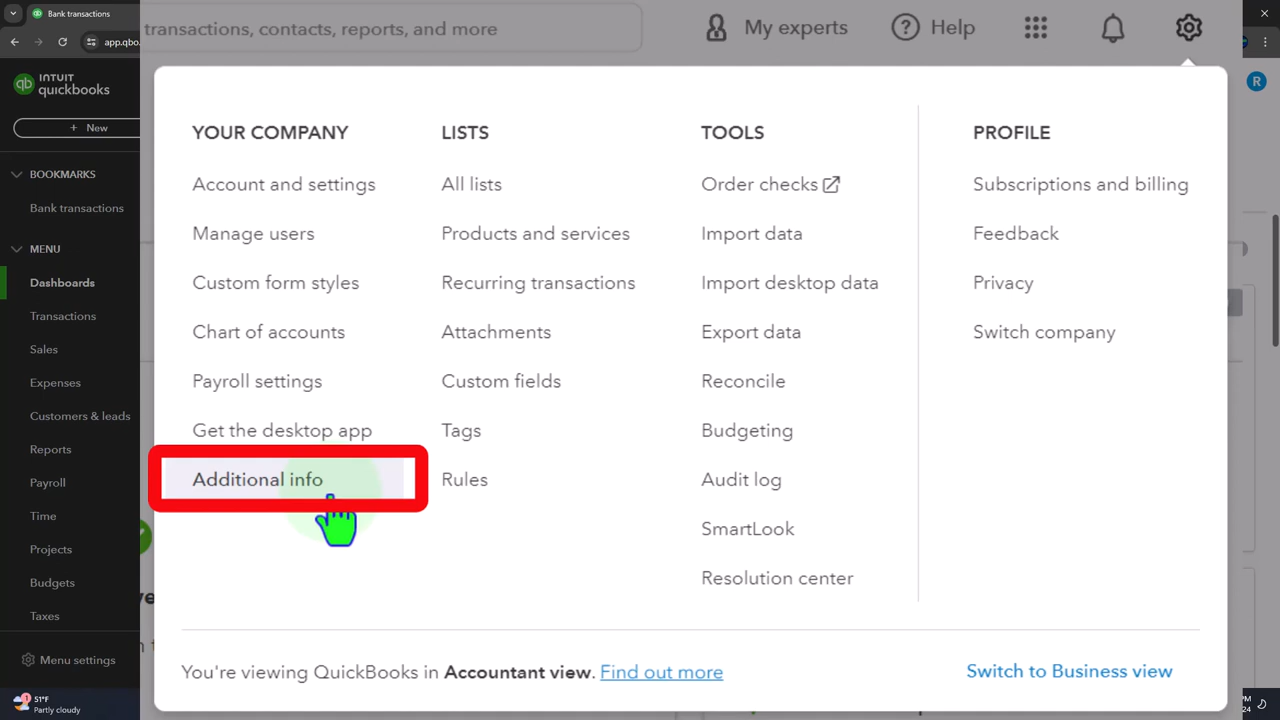 Bank transactions
app.qbo.
transactions, contacts, reports, and more
My experts
Help
INTUIT
quickbooks
R
+ New
BOOKMARKS
Bank transactions
MENU
Dashboards
Transactions
Sales
Expenses
Customers & leads
Reports
Payroll
Time
Projects
Budgets
Taxes
Menu settings
51°F
Partly cloudy
YOUR COMPANY
Account and settings
Manage users
Custom form styles
Chart of accounts
Payroll settings
Get the desktop app
Additional info
LISTS
All lists
Products and services
Recurring transactions
Attachments
Custom fields
Tags
Rules
TOOLS
Order checks
Import data
Import desktop data
Export data
Reconcile
Budgeting
Audit log
SmartLook
Resolution center
PROFILE
Subscriptions and billing
Feedback
Privacy
Switch company
You're viewing QuickBooks in Accountant view. Find out more
Switch to Business view